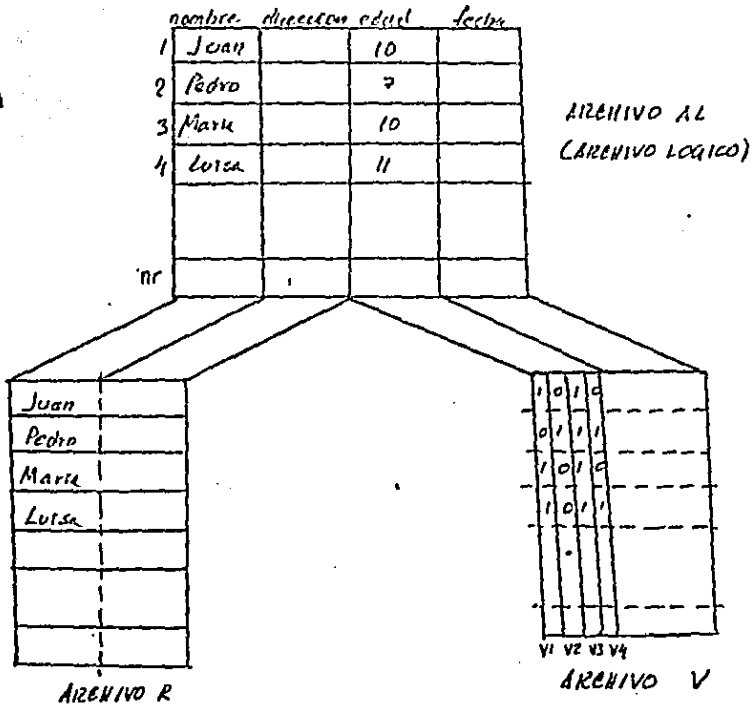 nombre direccion edad fecha
1 Juan 10
2 Pedro 7
3 Maria 10
4 Luisa 11
nr
ARCHIVO AL
(ARCHIVO LOGICO)
Juan
Pedro
Maria
Luisa
1 0 1 0
0 1 1 1
1 0 1 0
1 0 1 1
V1 V2 V3 V4
ARCHIVO R
ARCHIVO V